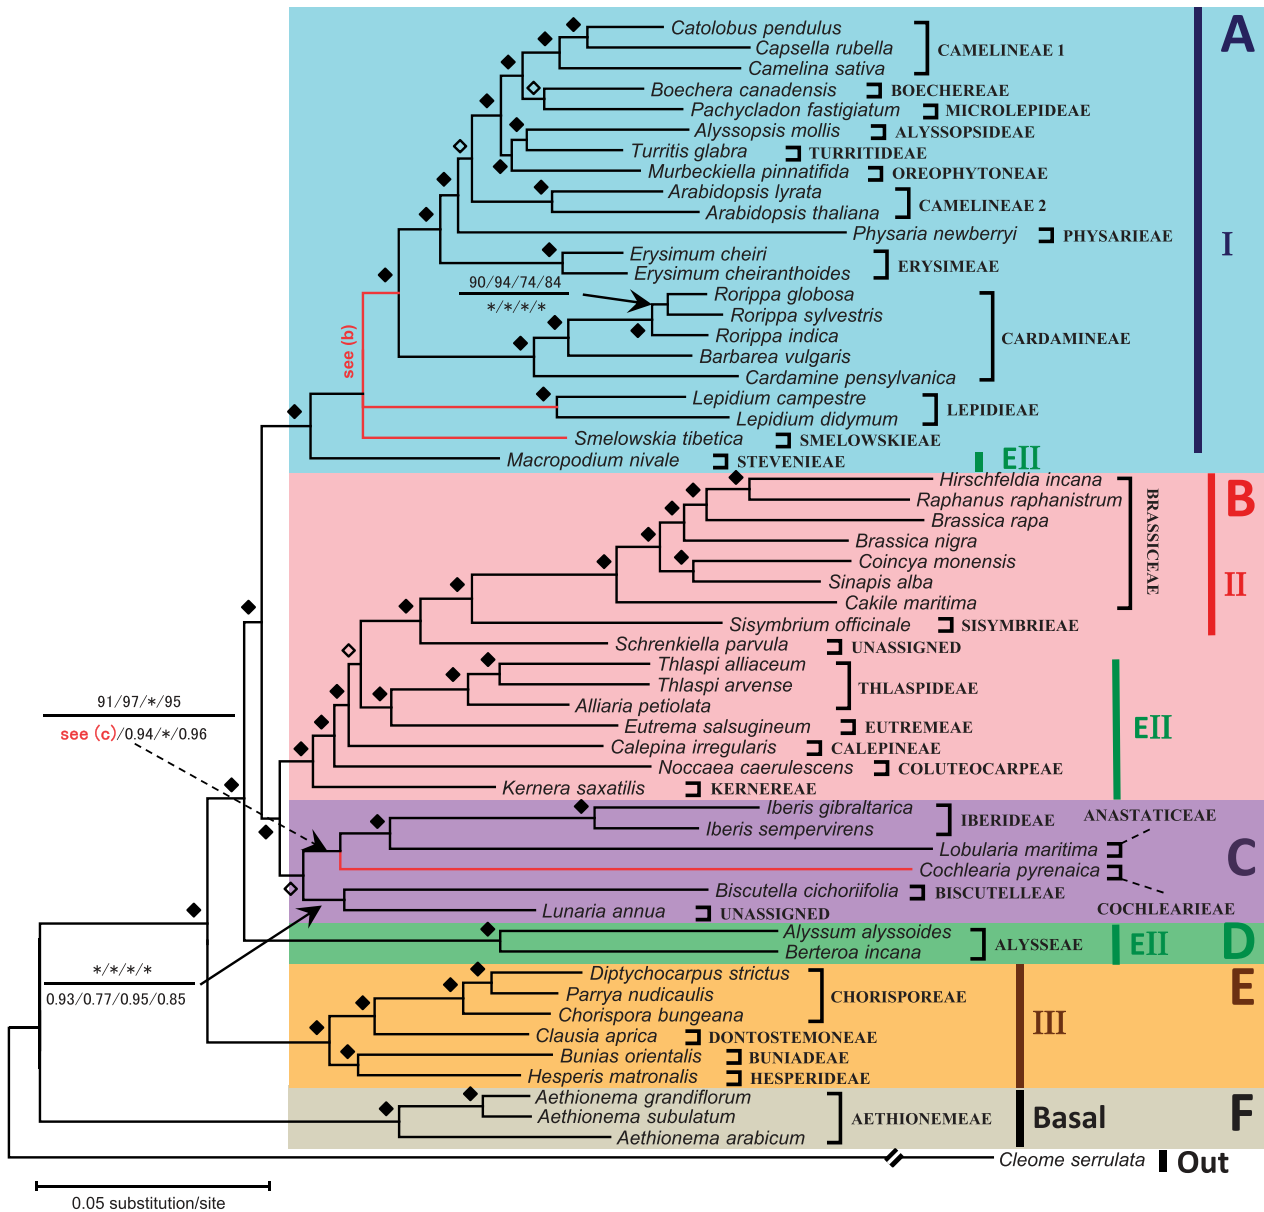 A
Catolobus pendulus
Capsella rubella
CAMELINEAE 1
Camelina sativa
Boechera canadensis
BOECHEREAE
Pachycladon fastigiatum
MICROLEPIDEAE
Alyssopsis mollis
ALYSSOPSIDEAE
Turritis glabra
TURRITIDEAE
Murbeckiella pinnatifida
OREOPHYTONEAE
Arabidopsis lyrata
CAMELINEAE 2
Arabidopsis thaliana
Physaria newberryi
PHYSARIEAE
I
Erysimum cheiri
ERYSIMEAE
Erysimum cheiranthoides
90/94/74/84
*/*/*/*
Rorippa globosa
Rorippa sylvestris
Rorippa indica
CARDAMINEAE
see (b)
Barbarea vulgaris
Cardamine pensylvanica
Lepidium campestre
LEPIDIEAE
Lepidium didymum
Smelowskia tibetica
SMELOWSKIEAE
Macropodium nivale
STEVENIEAE
EII
B
Hirschfeldia incana
Raphanus raphanistrum
Brassica rapa
BRASSICEAE
Brassica nigra
Coincya monensis
Sinapis alba
II
Cakile maritima
Sisymbrium officinale
SISYMBRIEAE
Schrenkiella parvula
UNASSIGNED
Thlaspi alliaceum
Thlaspi arvense
THLASPIDEAE
Alliaria petiolata
91/97/*/95
see (c)/0.94/*/0.96
Eutrema salsugineum
EUTREMEAE
EII
Calepina irregularis
CALEPINEAE
Noccaea caerulescens
COLUTEOCARPEAE
Kernera saxatilis
KERNEREAE
Iberis gibraltarica
IBERIDEAE
ANASTATICEAE
Iberis sempervirens
Lobularia maritima
C
Cochlearia pyrenaica
Biscutella cichoriifolia
BISCUTELLEAE
COCHLEARIEAE
Lunaria annua
UNASSIGNED
Alyssum alyssoides
ALYSSEAE
EII
D
Berteroa incana
*/*/*/*
0.93/0.77/0.95/0.85
E
Diptychocarpus strictus
Parrya nudicaulis
CHORISPOREAE
Chorispora bungeana
III
Clausia aprica
DONTOSTEMONEAE
Bunias orientalis
BUNIADEAE
Hesperis matronalis
HESPERIDEAE
Aethionema grandiflorum
Aethionema subulatum
AETHIONEMEAE
Basal
F
Aethionema arabicum
Cleome serrulata
Out
0.05 substitution/site